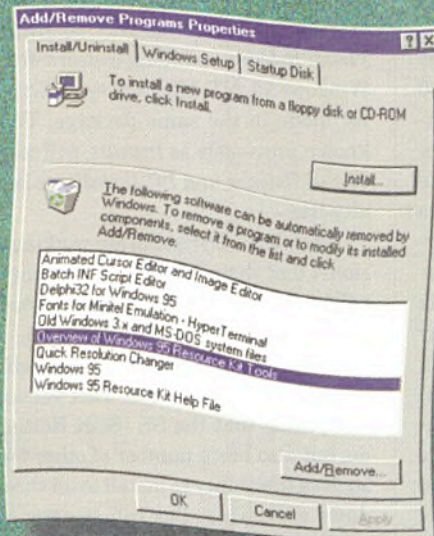 Add/Remove Programs Properties
Install/Uninstall
Windows Setup
Startup Disk
To install a new program from a floppy disk or CD-ROM
drive, click Install.
Install...
The following software can be automatically removed by
Windows. To remove a program or to modify its installed
components, select it from the list and click
Add/Remove.
Animated Cursor Editor and Image Editor
Batch INF Script Editor
Delphi32 for Windows 95
Fonts for Minitel Emulation - HyperTerminal
Old Windows 3.x and MS-DOS system files
Overview of Windows 95 Resource Kit Tools
Quick Resolution Changer
Windows 95
Windows 95 Resource Kit Help File
Add/Remove...
OK
Cancel
Apply